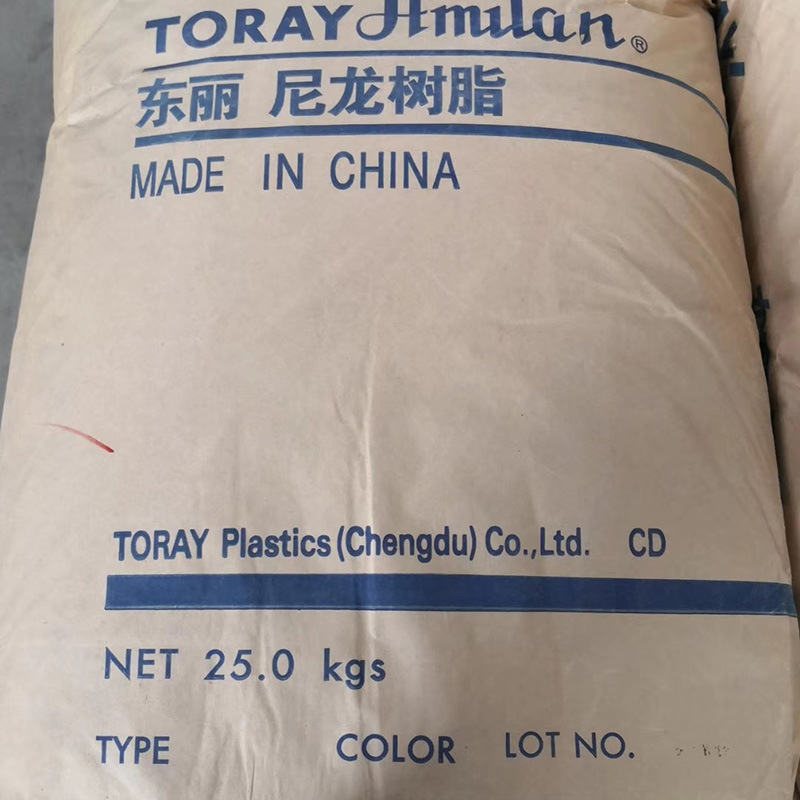 TORAY Amilan®
东丽 尼龙树脂
MADE IN CHINA
TORAY Plastics (Chengdu) Co.,Ltd. CD
NET 25.0 kgs
TYPE COLOR LOT NO.